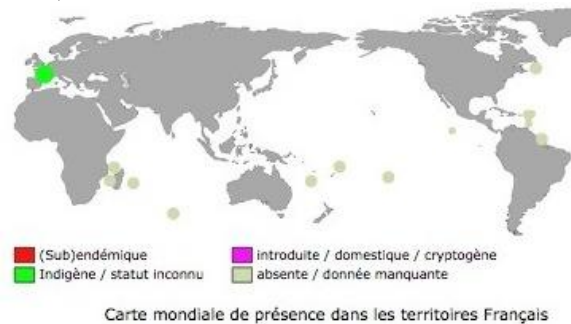 (Sub)endémique
introduite / domestique / cryptogène
Indigène / statut inconnu
absente / donnée manquante
Carte mondiale de présence dans les territoires Français